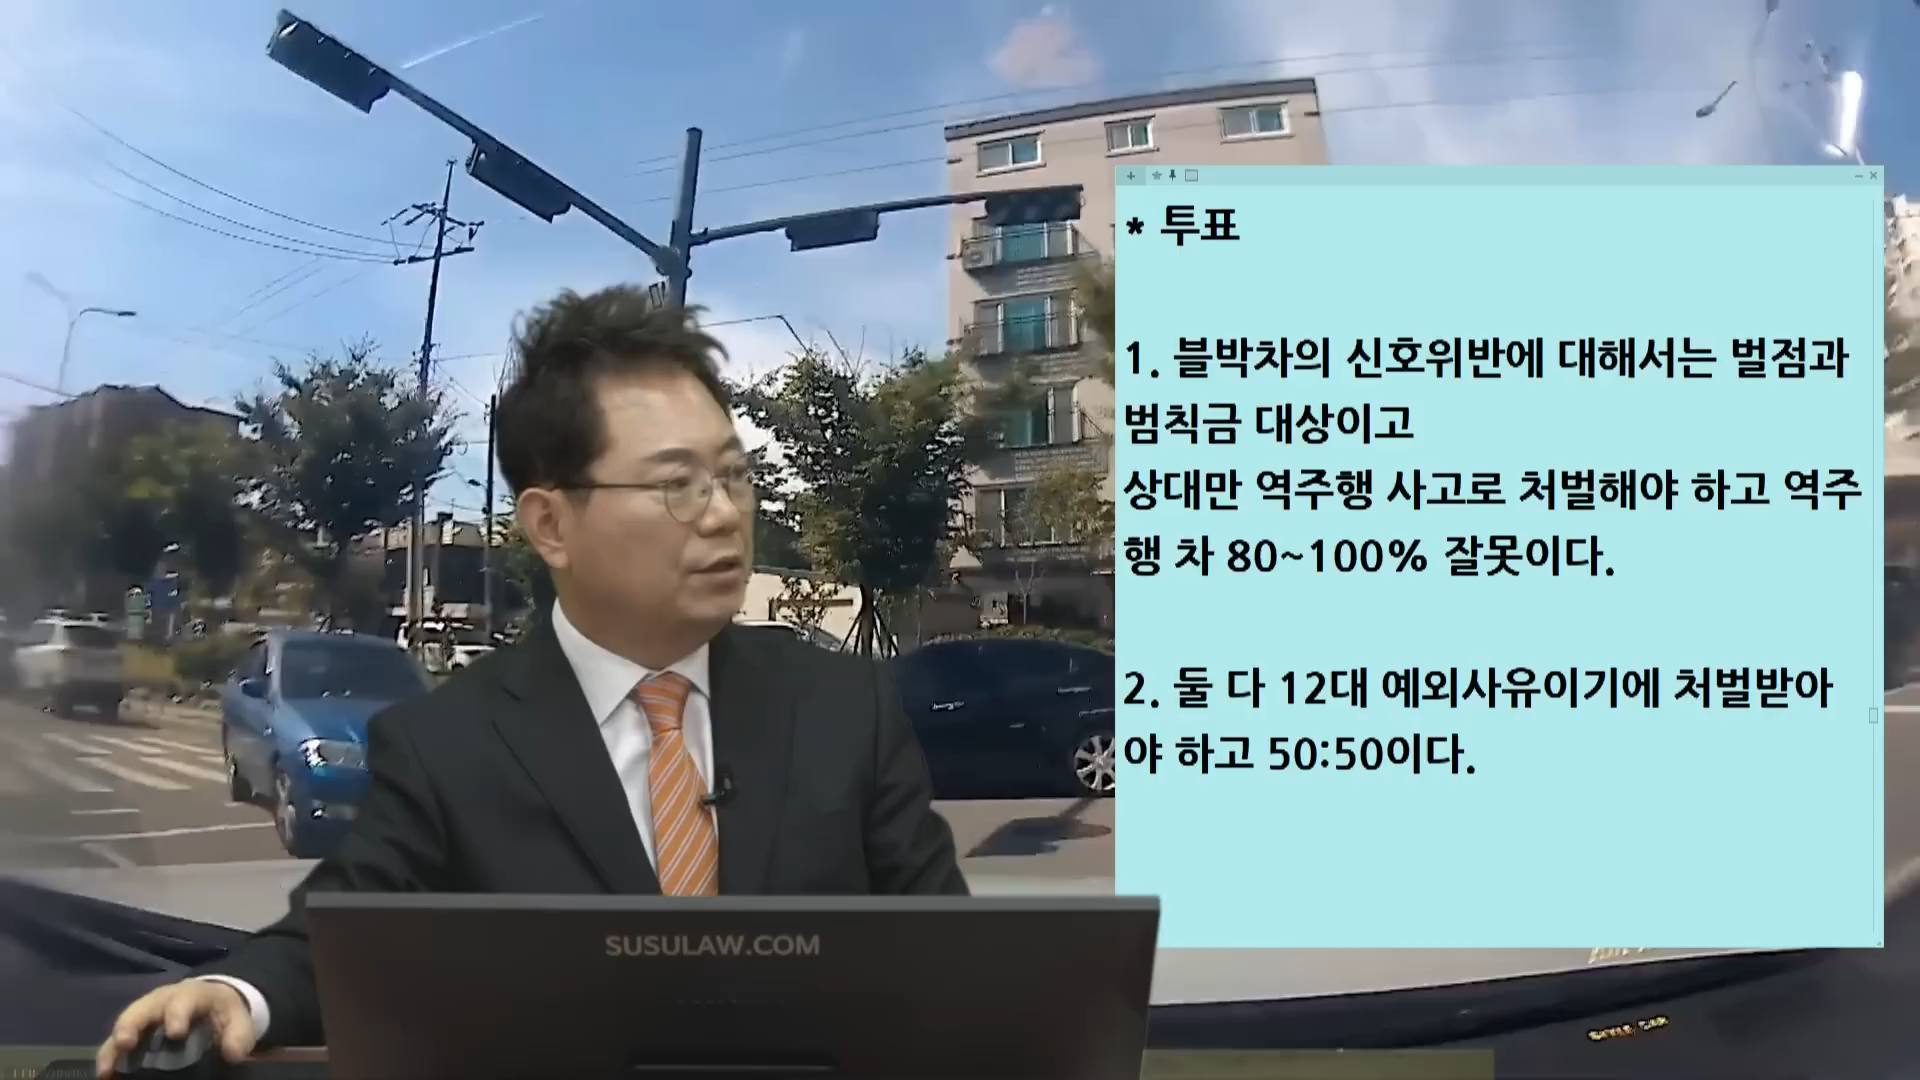 * 투표
1. 블박차의 신호위반에 대해서는 벌점과
범칙금 대상이고
상대만 역주행 사고로 처벌해야 하고 역주
행 차 80~100% 잘못이다.
2. 둘 다 12대 예외사유이기에 처벌받아
야 하고 50:50이다.
SUSULAW.COM